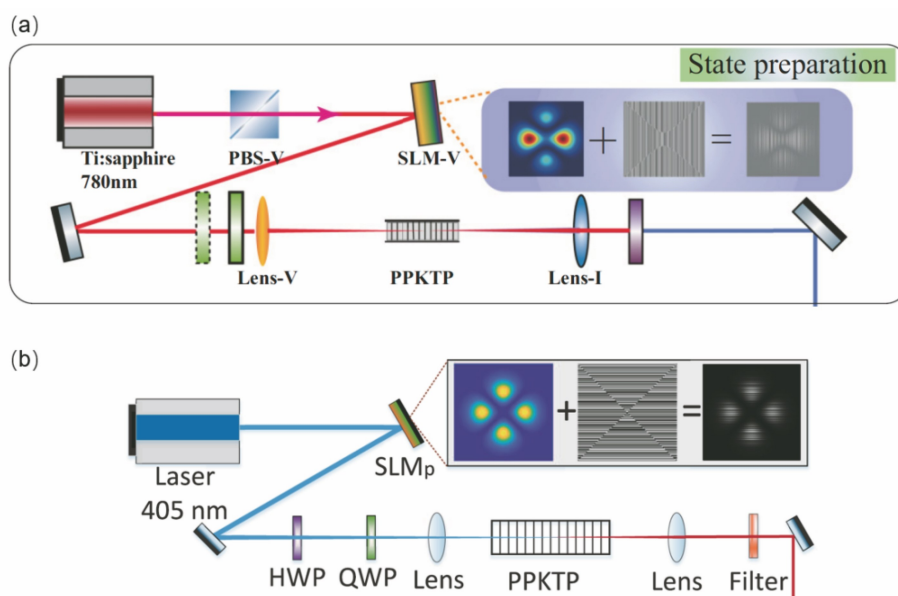 (a)
State preparation
Ti:sapphire
780nm
PBS-V
SLM-V
+
=
Lens-V
PPKTP
Lens-I
(b)
+
=
Laser
405 nm
SLMp
HWP
QWP
Lens
PPKTP
Lens
Filter